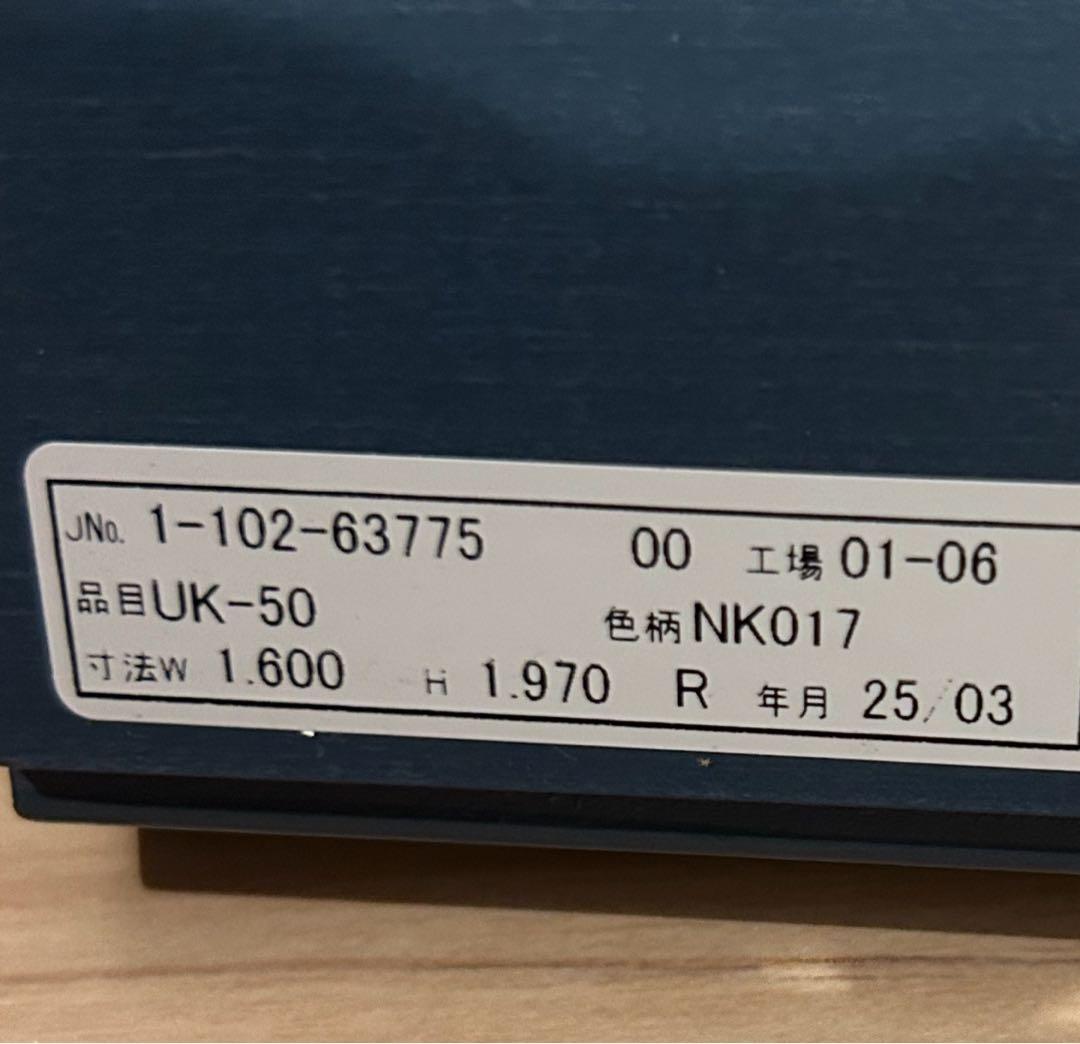 JNo. 1-102-63775 00 工場 01-06
品目 UK-50 色柄 NK017
寸法W 1.600 H 1.970 R 年月 25/03